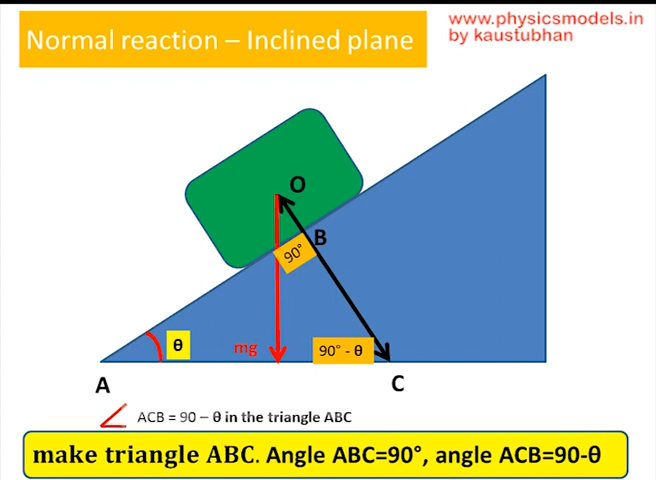 www.physicsmodels.in
by kaustubhan
Normal reaction – Inclined plane
O
B
90°
θ
mg
90° - θ
A
C
ACB = 90 – θ in the triangle ABC
make triangle ABC. Angle ABC=90°, angle ACB=90-θ